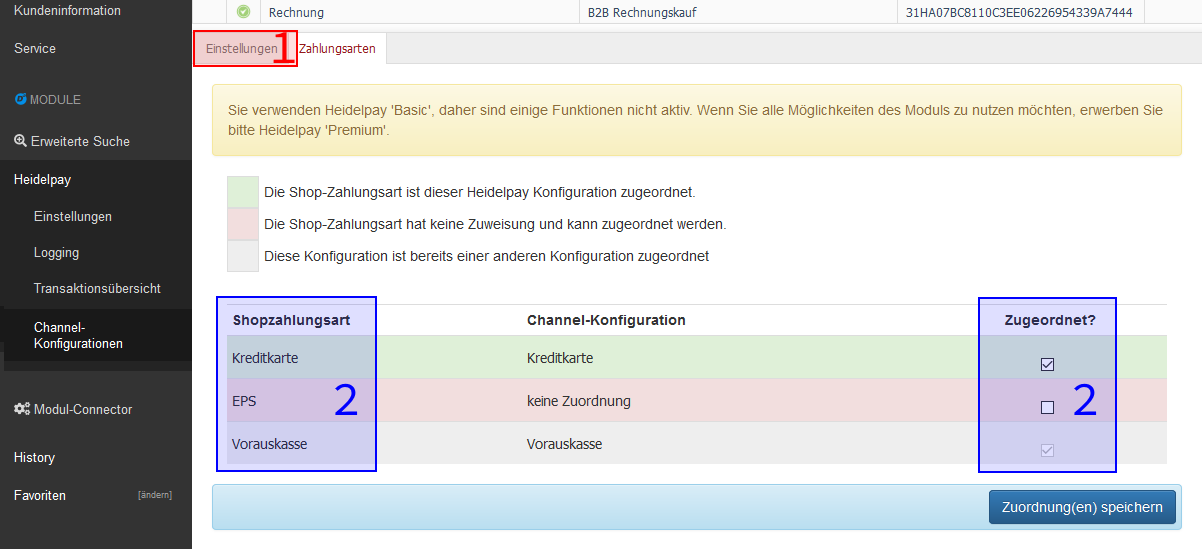 Kundeninformation
Service
MODULE
Erweiterte Suche
Heidelpay
Einstellungen
Logging
Transaktionsübersicht
Channel-
Konfigurationen
Modul-Connector
History
Favoriten [ändern]
Rechnung B2B Rechnungskauf 31HA07BC8110C3EE06226954339A7444
Einstellungen 1 Zahlungsarten
Sie verwenden Heidelpay 'Basic', daher sind einige Funktionen nicht aktiv. Wenn Sie alle Möglichkeiten des Moduls zu nutzen möchten, erwerben Sie
bitte Heidelpay 'Premium'.
Die Shop-Zahlungsart ist dieser Heidelpay Konfiguration zugeordnet.
Die Shop-Zahlungsart hat keine Zuweisung und kann zugeordnet werden.
Diese Konfiguration ist bereits einer anderen Konfiguration zugeordnet
Shopzahlungsart Channel-Konfiguration Zugeordnet?
Kreditkarte Kreditkarte
EPS 2 keine Zuordnung 2
Vorauskasse Vorauskasse
Zuordnung(en) speichern